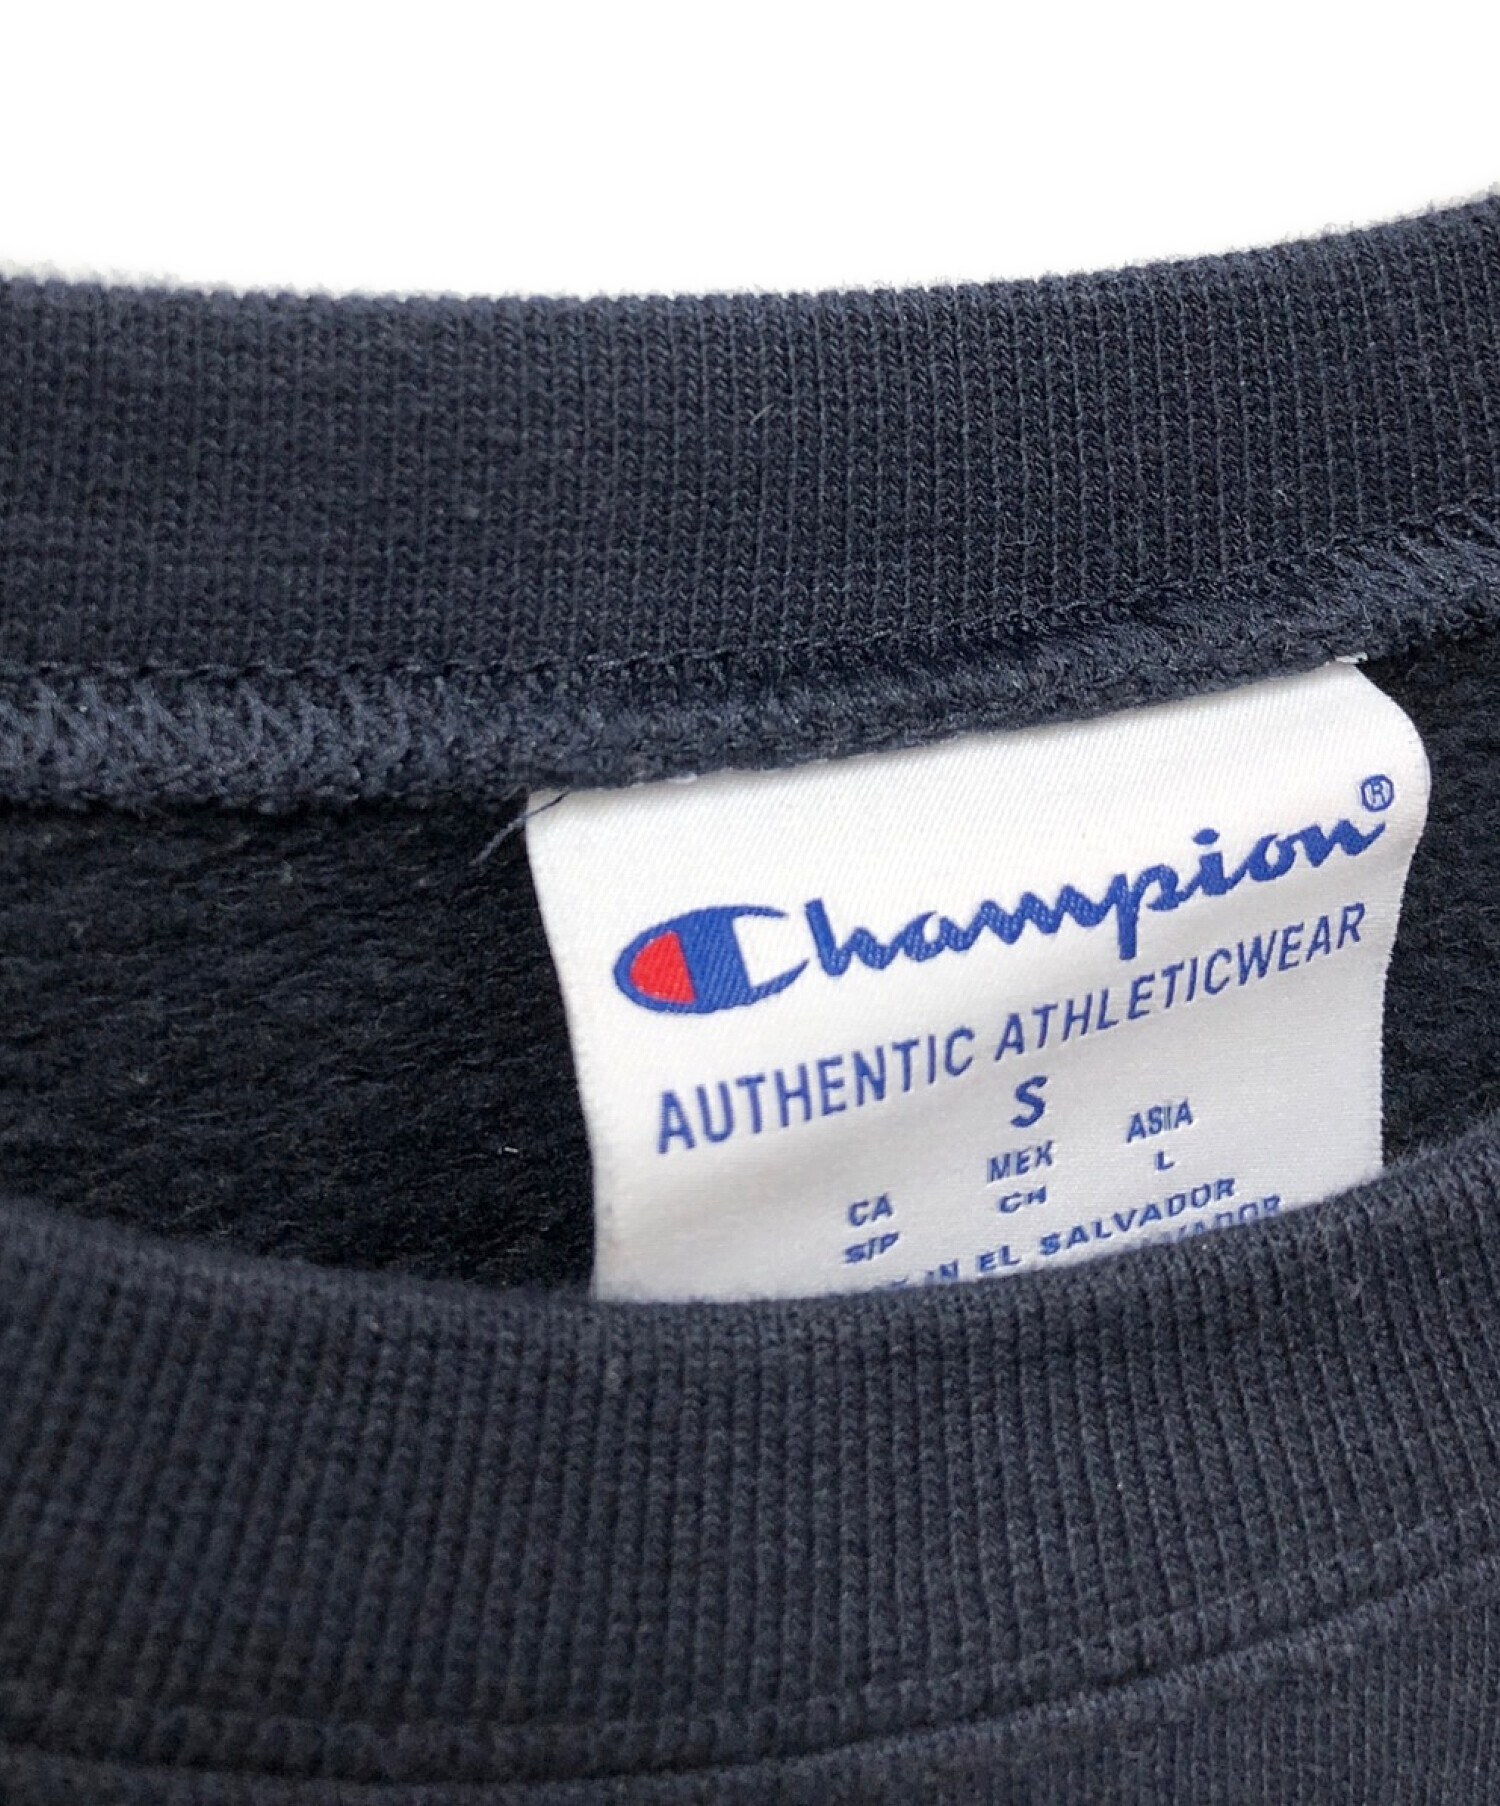 Champion®
AUTHENTIC ATHLETICWEAR
S
CA MEX ASIA
S/P CH L
IN EL SALVADOR